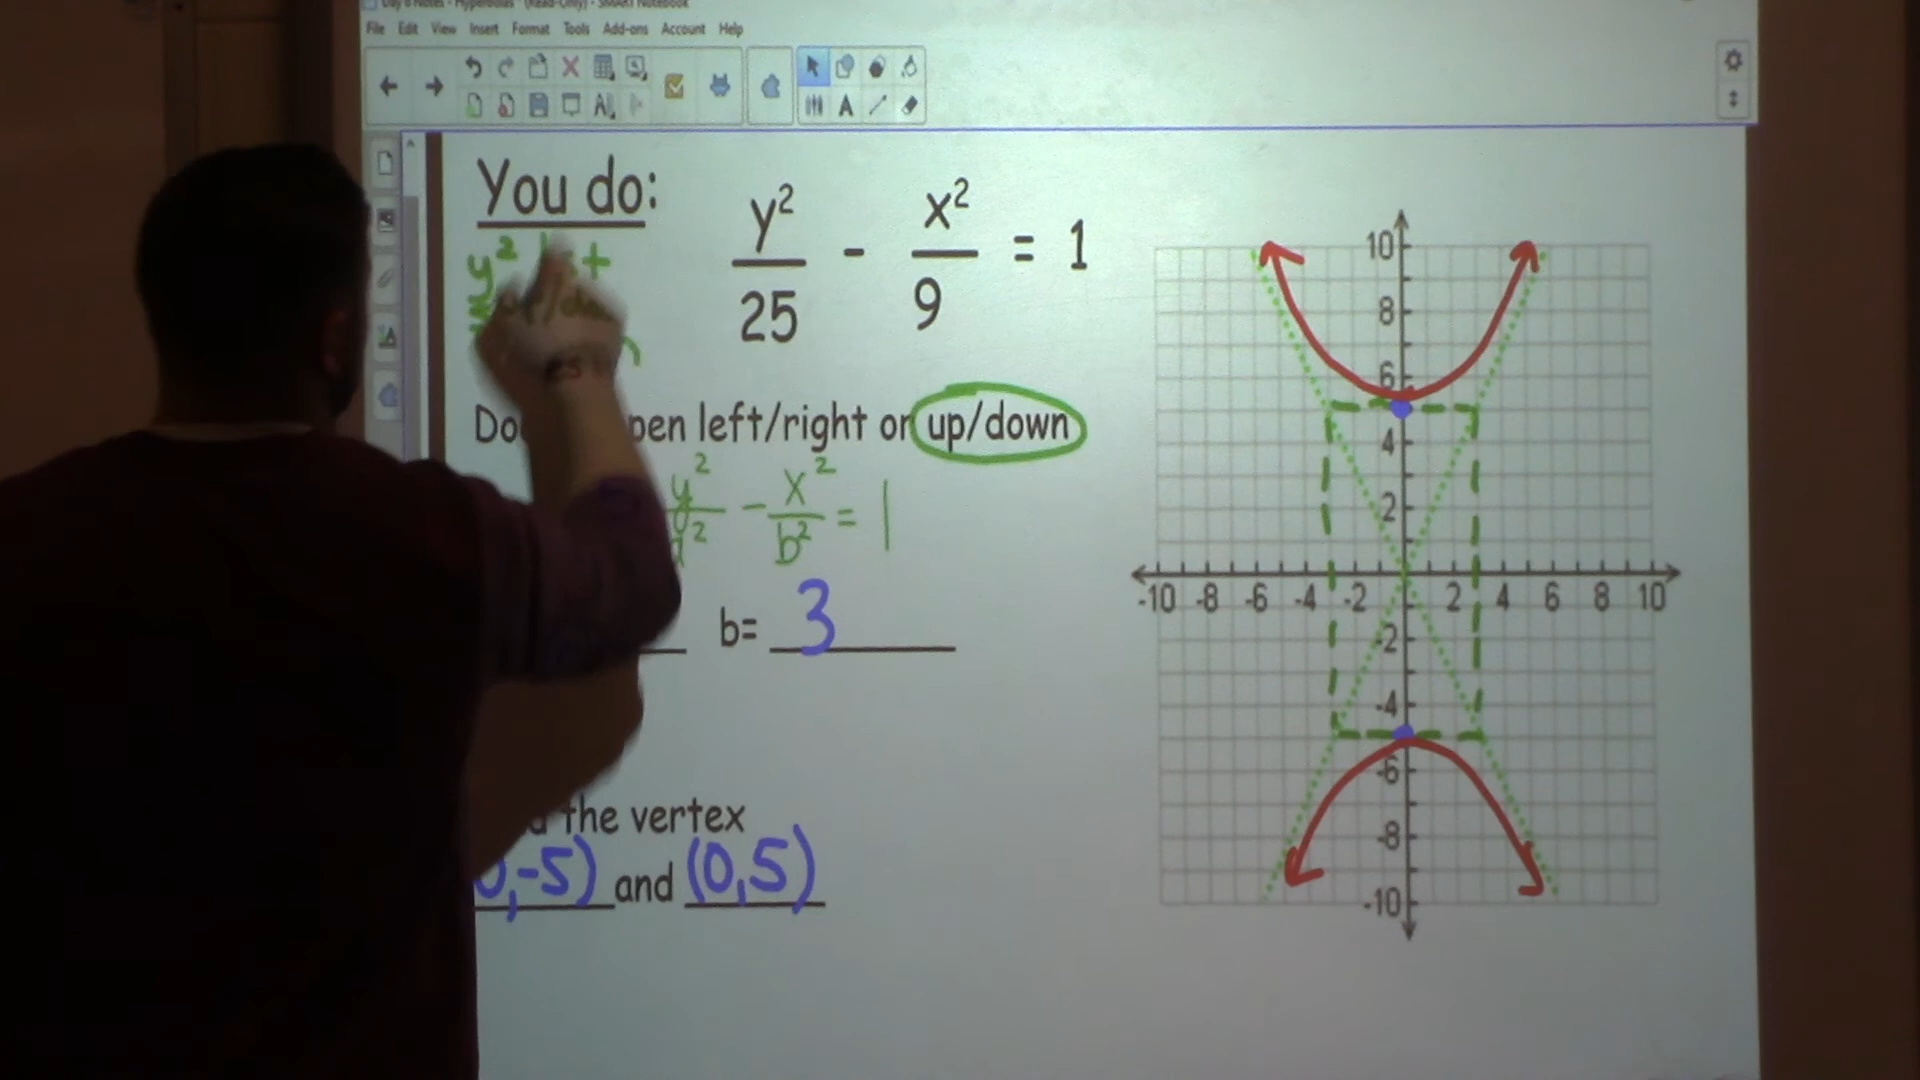 File Edit View Insert Format Tools Add-ons Account Help
You do:
y² / 25 - x² / 9 = 1
y²
open left/right or up/down
y² / a² - x² / b² = 1
b= 3
the vertex
0,-5) and (0,5)
10
8
6
4
2
-10 -8 -6 -4 -2 2 4 6 8 10
-2
-4
-6
-8
-10